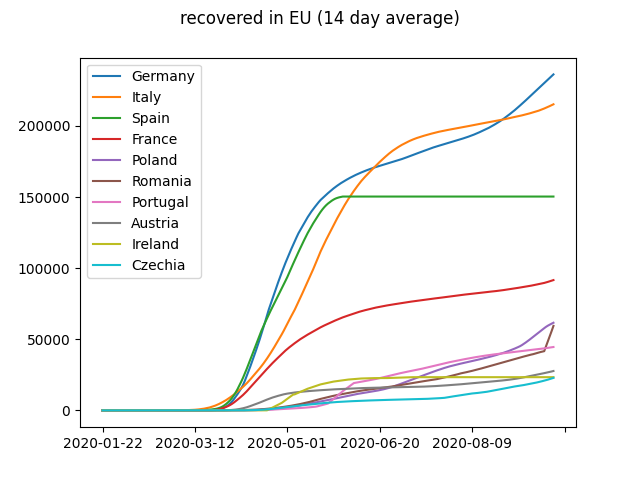 recovered in EU (14 day average)
Germany
Italy
Spain
France
Poland
Romania
Portugal
Austria
Ireland
Czechia
200000
150000
100000
50000
0
2020-01-22 2020-03-12 2020-05-01 2020-06-20 2020-08-09